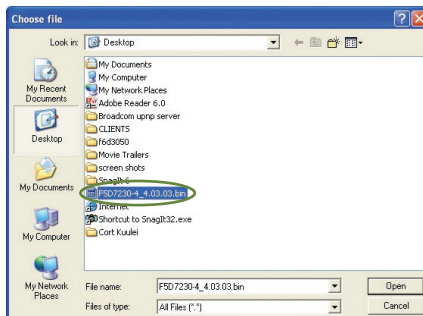 Choose file
Look in: Desktop
My Recent Documents
Desktop
My Documents
My Computer
My Network Places
My Documents
My Computer
My Network Places
Adobe Reader 6.0
Broadcom upnp server
CLIENTS
f6d3050
Movie Trailers
screen shots
SnagIt 6
F5D7230-4_4.03.03.bin
Internet
Shortcut to SnagIt32.exe
Cort Kuulei
File name: F5D7230-4_4.03.03.bin Open
Files of type: All Files (*.*) Cancel